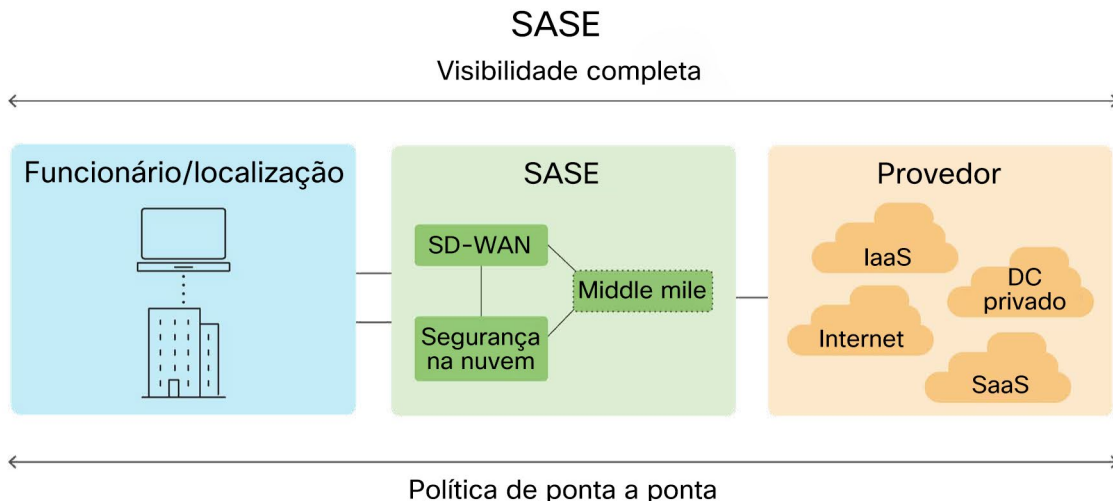 SASE
Visibilidade completa
Funcionário/localização
SASE
SD-WAN
Segurança
na nuvem
Middle mile
Provedor
IaaS
DC
privado
Internet
SaaS
Política de ponta a ponta